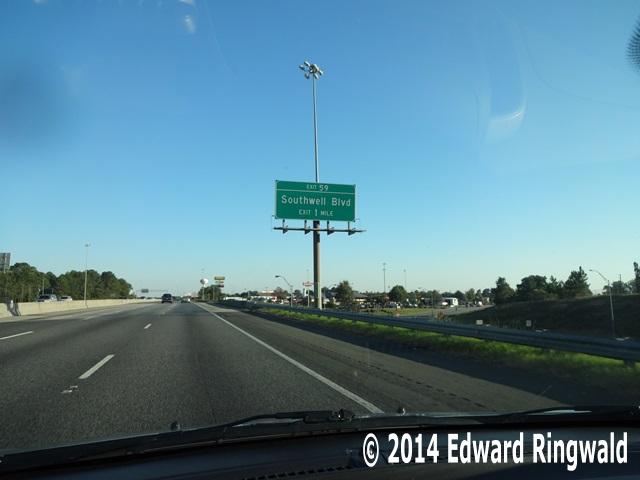 EXIT 59
Southwell Blvd
EXIT 1 MILE
© 2014 Edward Ringwald